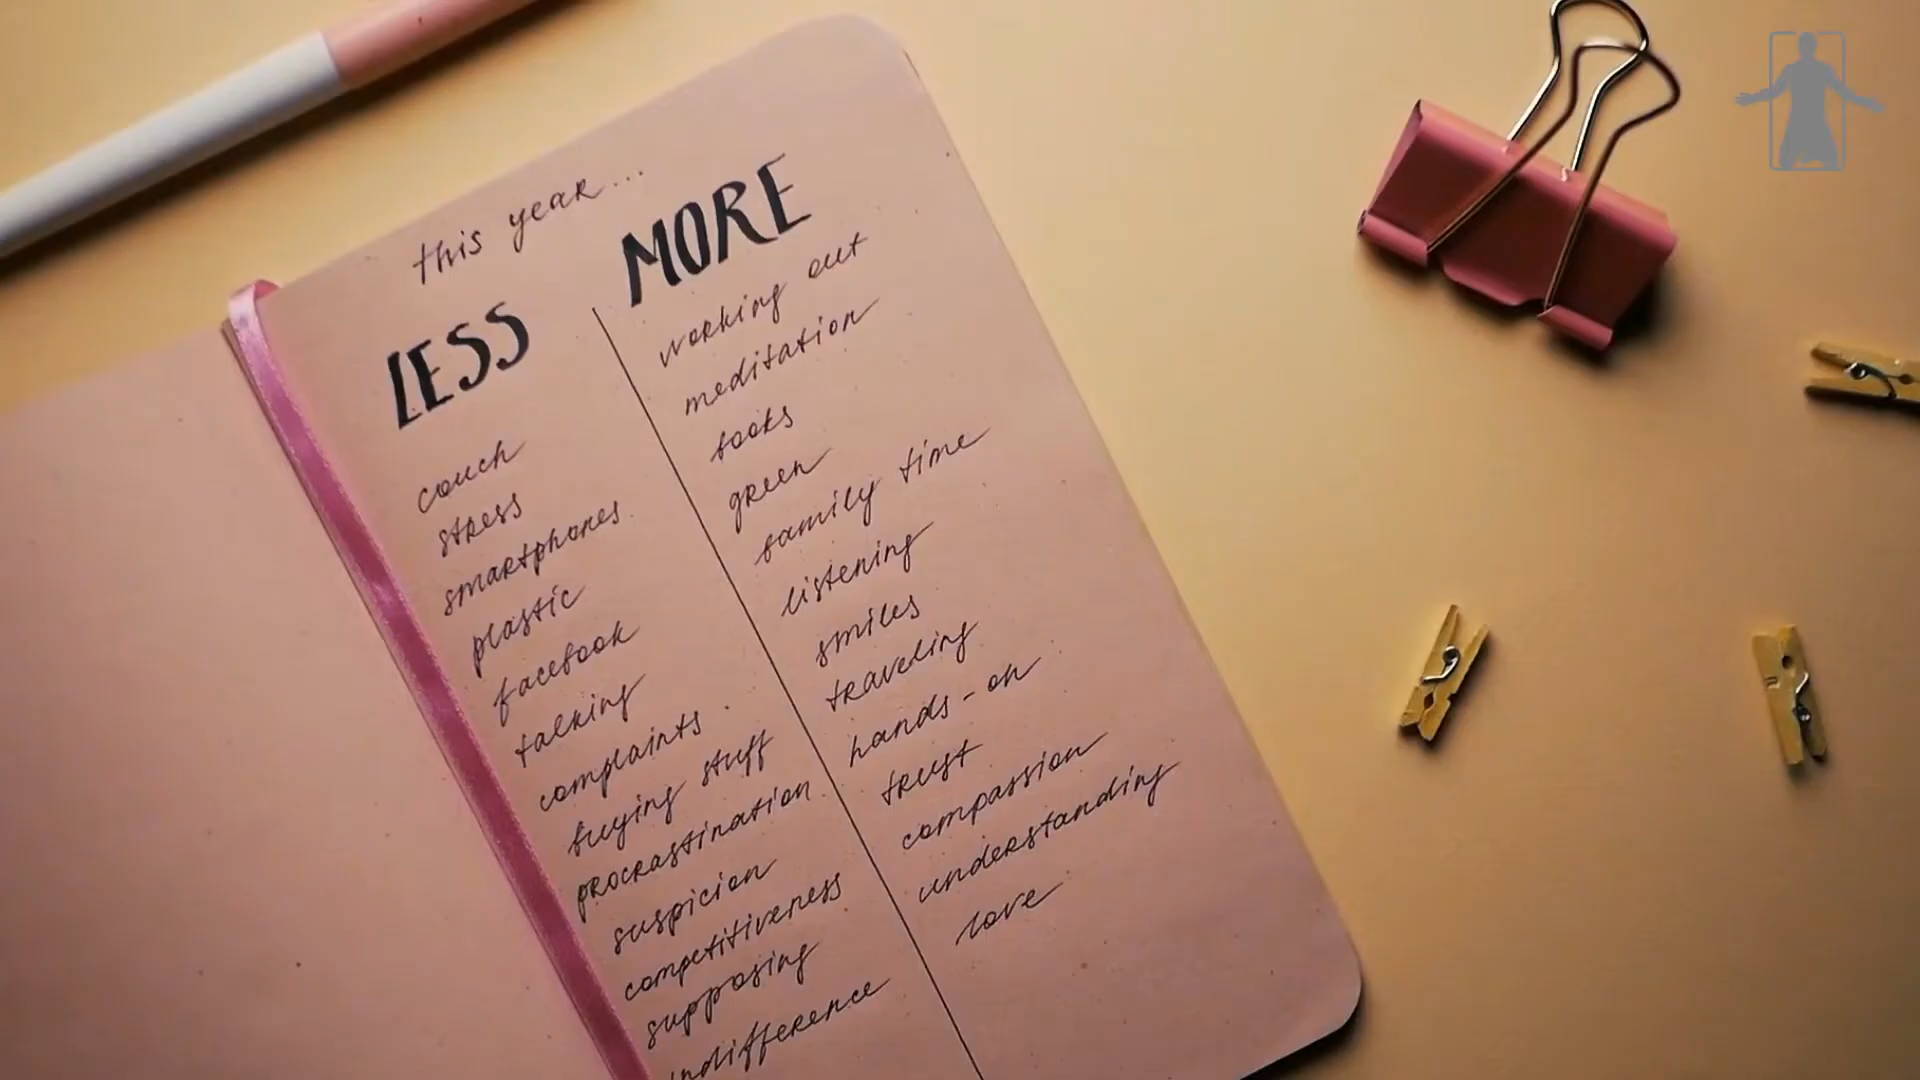 this year...
LESS
couch
stress
smartphones
plastic
facebook
talking
complaints
buying stuff
procrastination
suspicion
competitiveness
supposing
indifference
MORE
working out
meditation
books
green
family time
listening
smiles
traveling
hands-on
trust
compassion
understanding
love